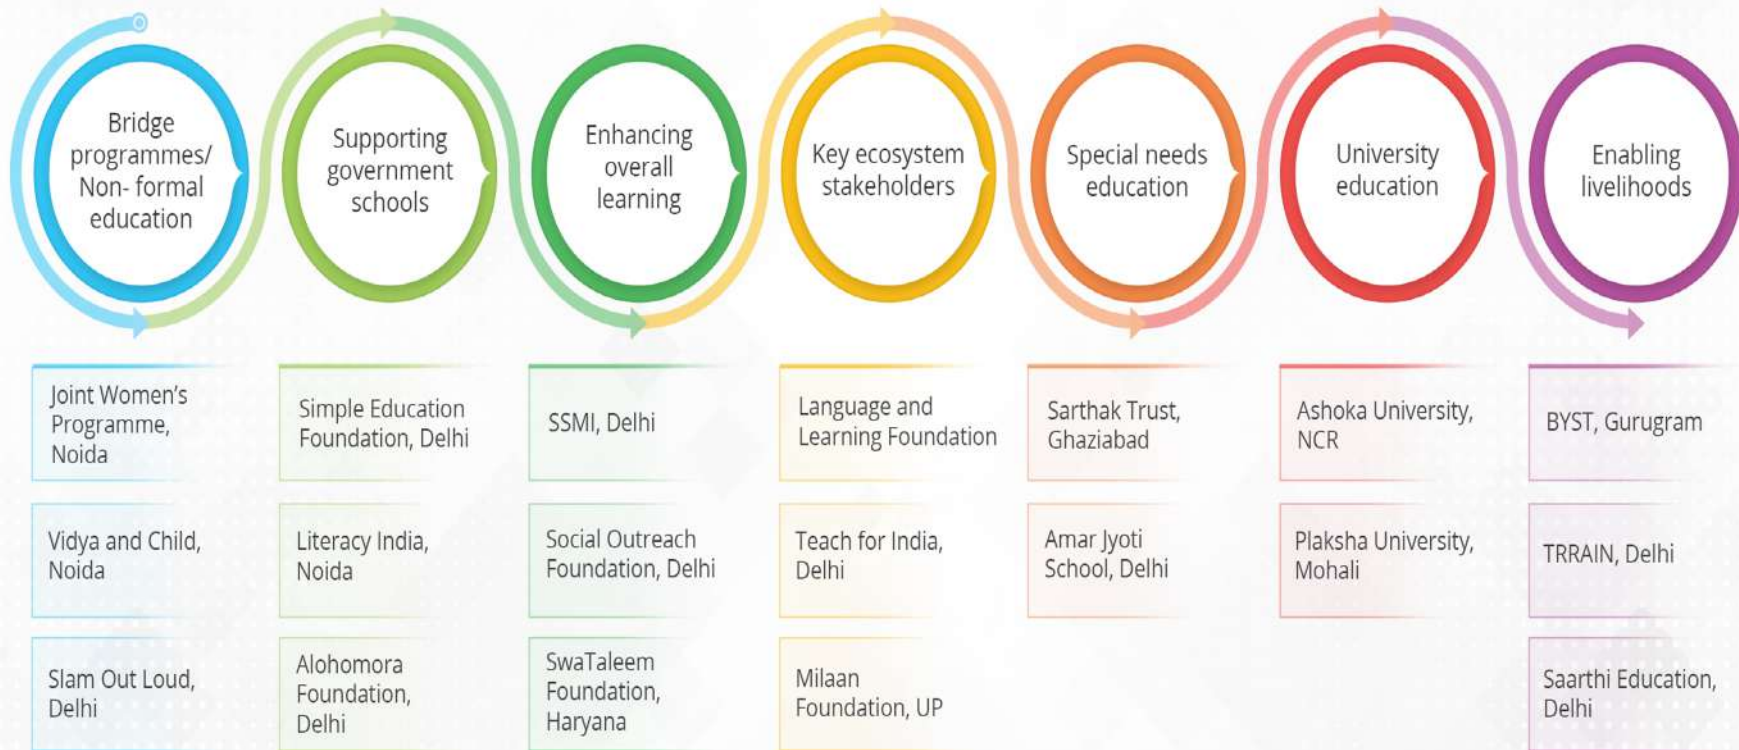 Bridge
programmes/
Non- formal
education
Supporting
government
schools
Enhancing
overall
learning
Key ecosystem
stakeholders
Special needs
education
University
education
Enabling
livelihoods
Joint Women's
Programme,
Noida
Simple Education
Foundation, Delhi
SSMI, Delhi
Language and
Learning Foundation
Sarthak Trust,
Ghaziabad
Ashoka University,
NCR
BYST, Gurugram
Vidya and Child,
Noida
Literacy India,
Noida
Social Outreach
Foundation, Delhi
Teach for India,
Delhi
Amar Jyoti
School, Delhi
Plaksha University,
Mohali
TRRAIN, Delhi
Slam Out Loud,
Delhi
Alohomora
Foundation,
Delhi
SwaTaleem
Foundation,
Haryana
Milaan
Foundation, UP
Saarthi Education,
Delhi